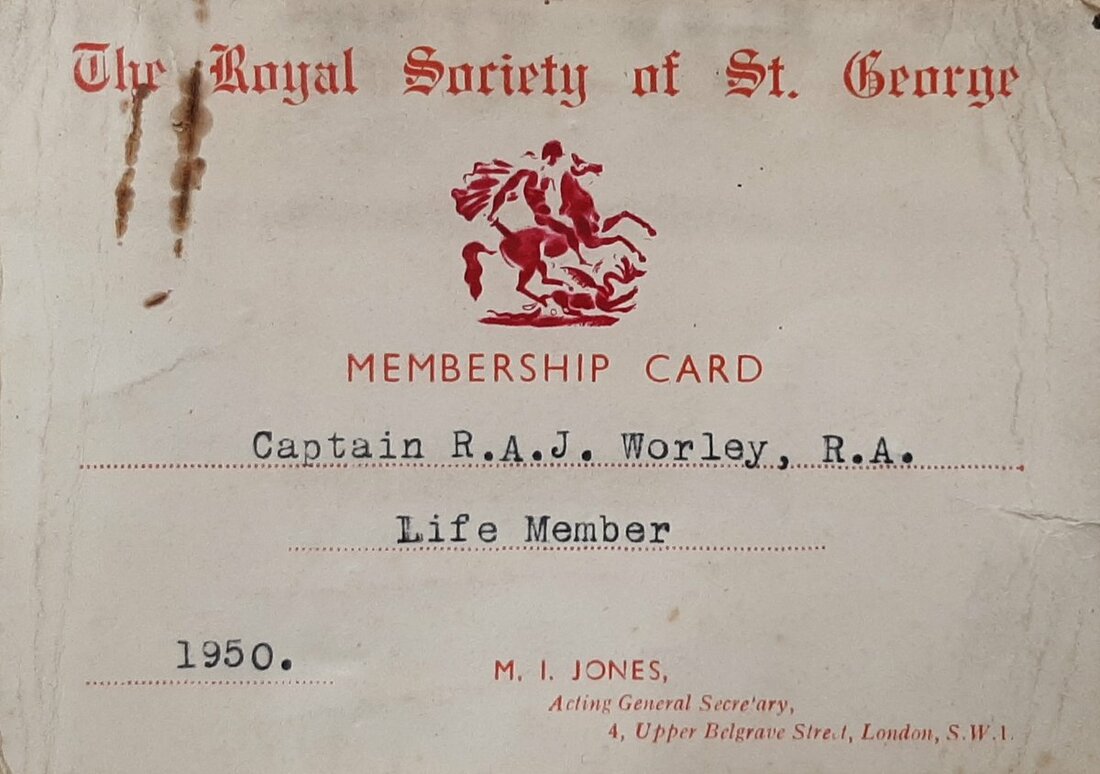 The Royal Society of St. George
MEMBERSHIP CARD
Captain R.A.J. Worley, R.A.
Life Member
1950.
M. I. JONES,
Acting General Secretary,
4, Upper Belgrave Street, London, S.W.1.